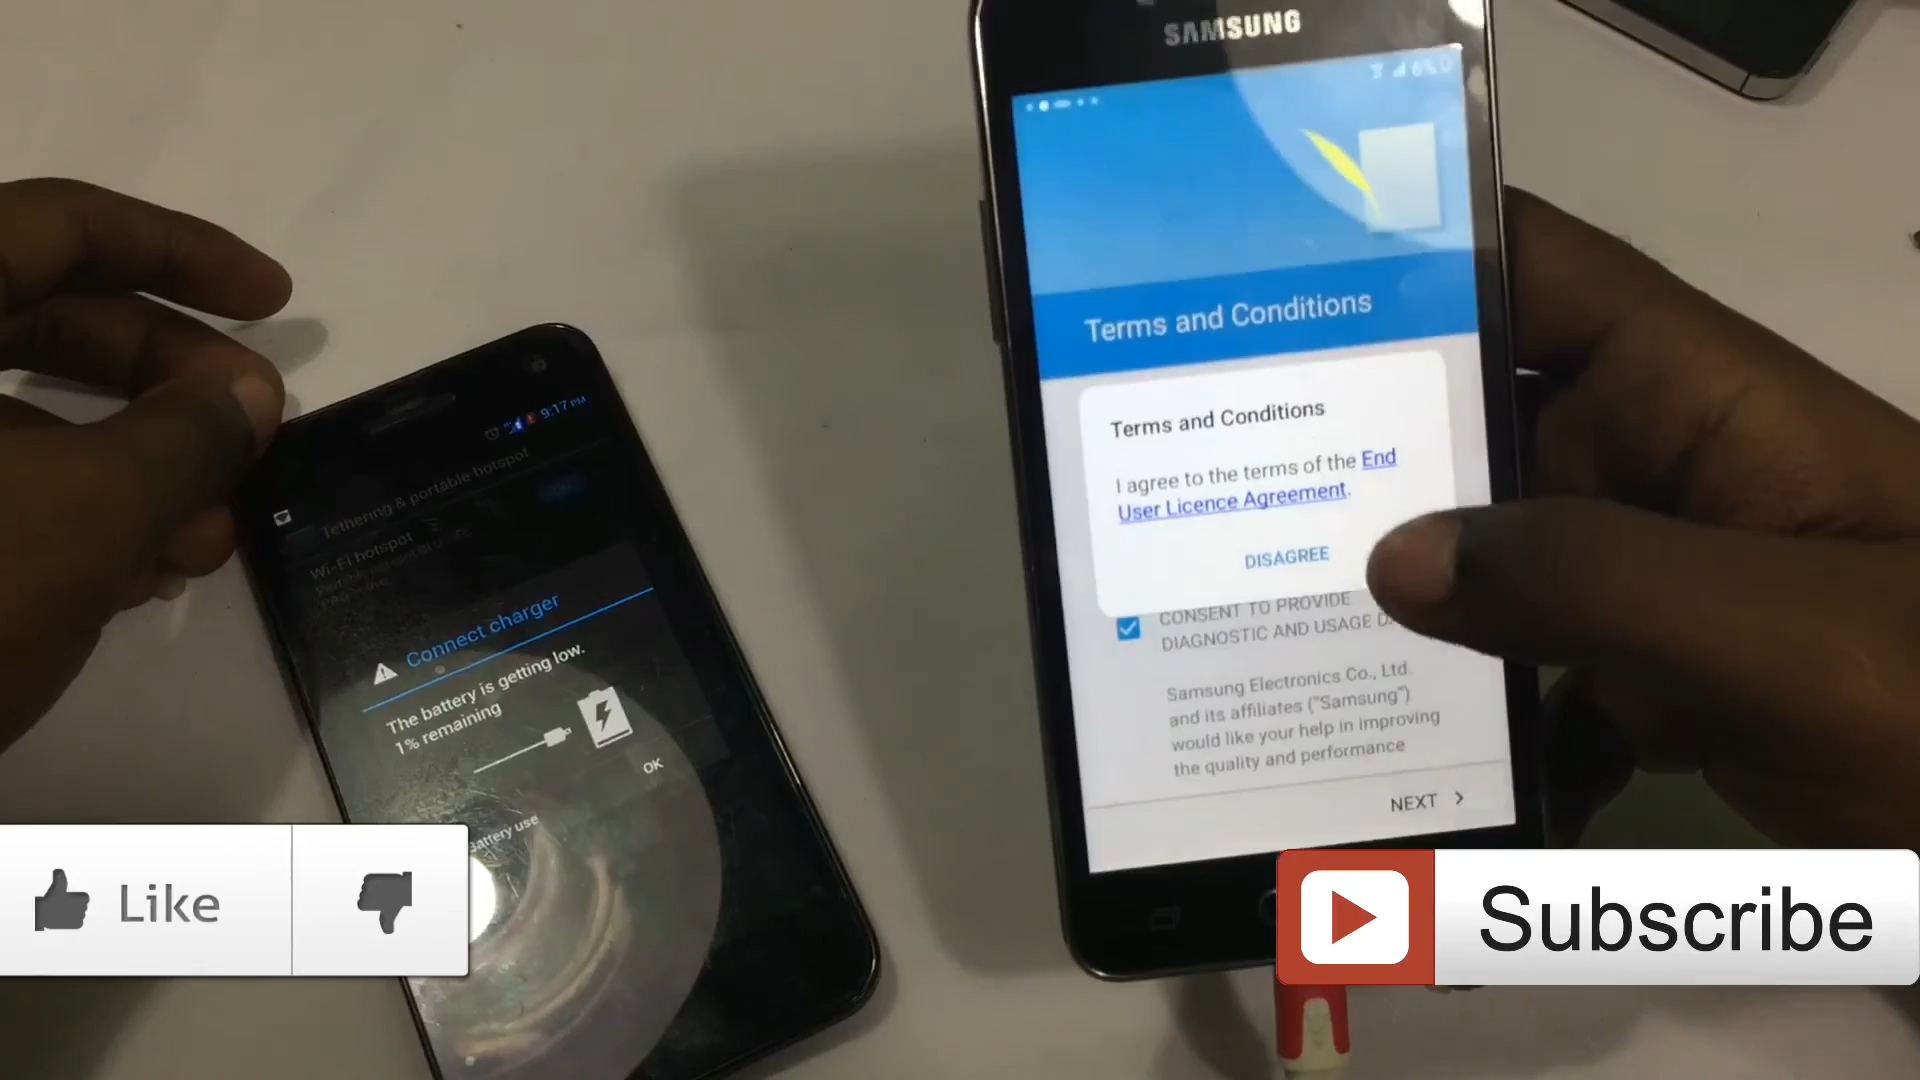 SAMSUNG
6%
Terms and Conditions
Terms and Conditions
I agree to the terms of the End
User Licence Agreement.
DISAGREE
CONSENT TO PROVIDE
DIAGNOSTIC AND USAGE
Samsung Electronics Co., Ltd.
and its affiliates ("Samsung")
would like your help in improving
the quality and performance
NEXT >
9:17 PM
Tethering & portable hotspot
Wi-Fi hotspot
Connect charger
The battery is getting low.
1% remaining
OK
Battery use
Like
Subscribe